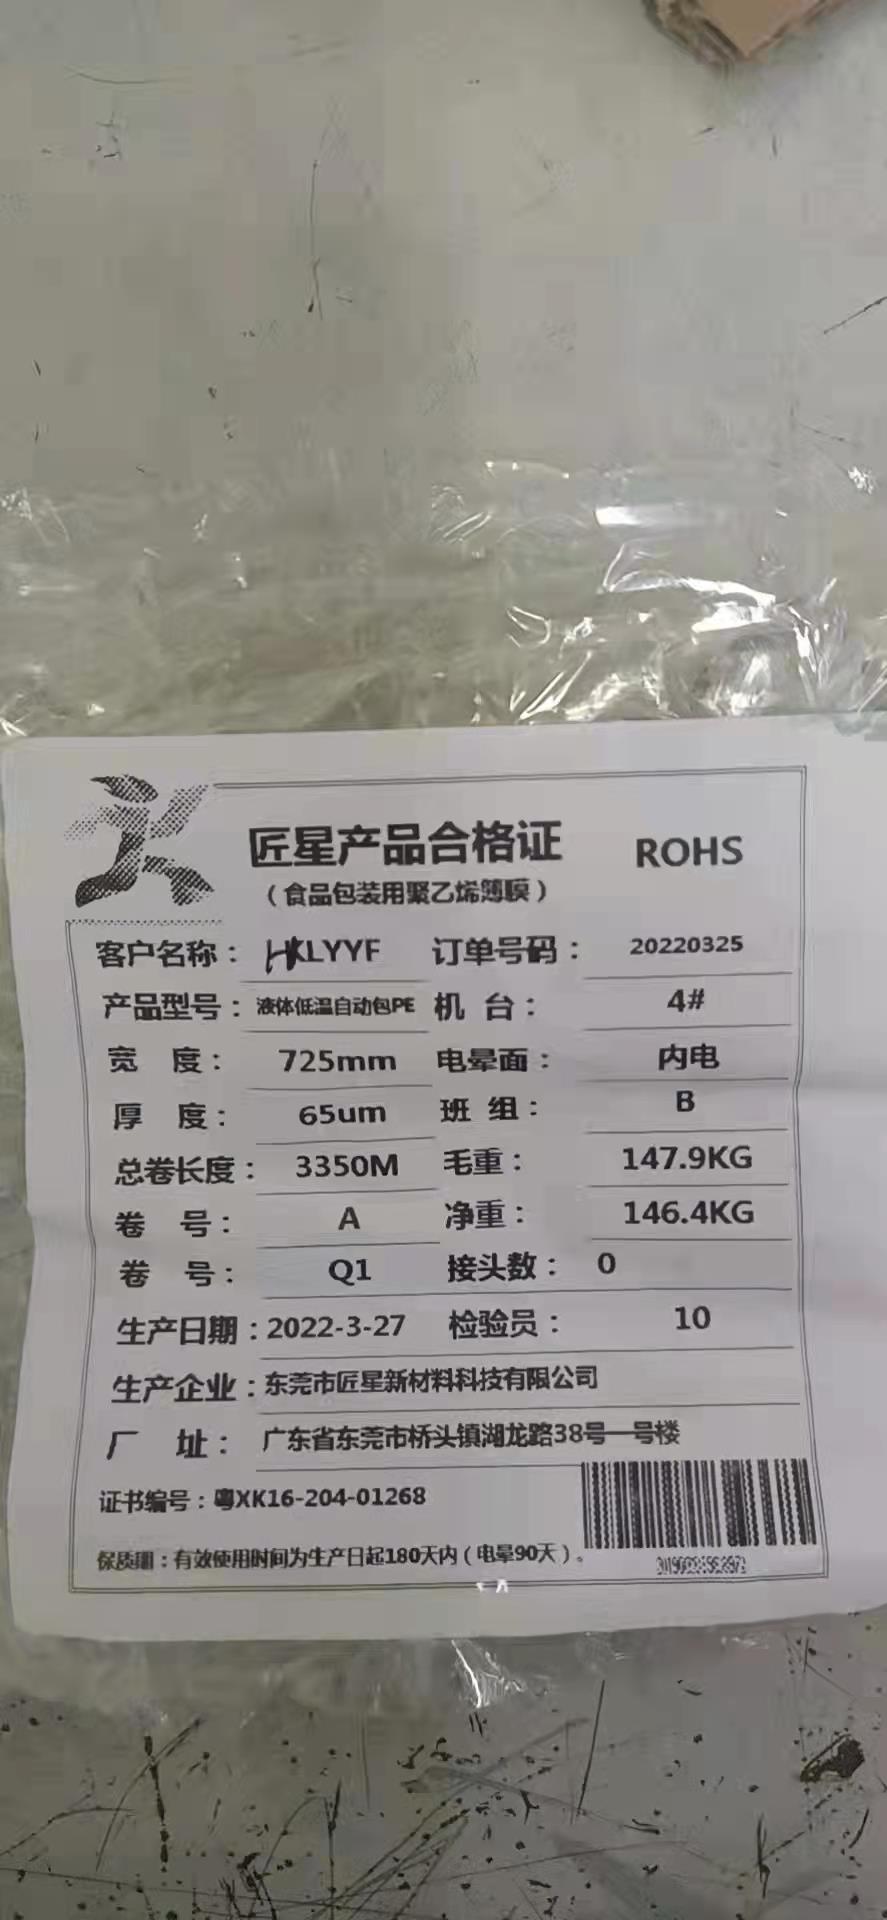 匠星产品合格证 ROHS
（食品包装用聚乙烯薄膜）
客户名称： HKLYYF 订单号码： 20220325
产品型号： 液体低温自动包PE 机 台： 4#
宽 度： 725mm 电晕面： 内电
厚 度： 65um 班 组： B
总卷长度： 3350M 毛重： 147.9KG
卷 号： A 净重： 146.4KG
卷 号： Q1 接头数： 0
生产日期： 2022-3-27 检验员： 10
生产企业： 东莞市匠星新材料科技有限公司
厂 址： 广东省东莞市桥头镇湖龙路38号一号楼
证书编号：粤XK16-204-01268
保质期：有效使用时间为生产日起180天内（电晕90天）。